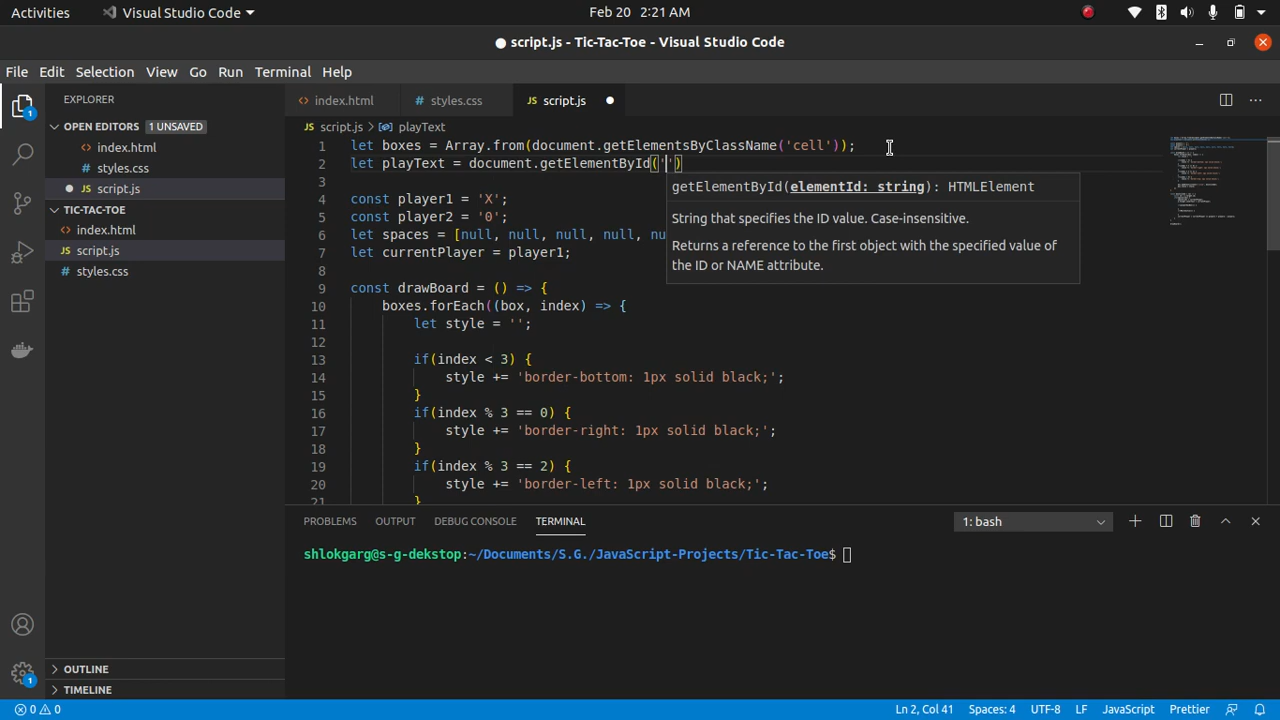 Activities
Visual Studio Code
Feb 20 2:21 AM
script.js - Tic-Tac-Toe - Visual Studio Code
File Edit Selection View Go Run Terminal Help
EXPLORER
index.html
styles.css
JS script.js
script.js > playText
OPEN EDITORS 1 UNSAVED
index.html
styles.css
JS script.js
TIC-TAC-TOE
index.html
JS script.js
styles.css
OUTLINE
TIMELINE
1
1
1 let boxes = Array.from(document.getElementsByClassName('cell'));
2 let playText = document.getElementById('')
3
4 const player1 = 'X';
5 const player2 = '0';
6 let spaces = [null, null, null, null, nu
7 let currentPlayer = player1;
8
9 const drawBoard = () => {
10 boxes.forEach((box, index) => {
11 let style = '';
12
13 if(index < 3) {
14 style += 'border-bottom: 1px solid black;';
15 }
16 if(index % 3 == 0) {
17 style += 'border-right: 1px solid black;';
18 }
19 if(index % 3 == 2) {
20 style += 'border-left: 1px solid black;';
21 }
getElementById(elementId: string): HTMLElement
String that specifies the ID value. Case-insensitive.
Returns a reference to the first object with the specified value of
the ID or NAME attribute.
PROBLEMS OUTPUT DEBUG CONSOLE TERMINAL
1: bash
shlokgarg@s-g-dekstop:~/Documents/S.G./JavaScript-Projects/Tic-Tac-Toe$
0 0
Ln 2, Col 41 Spaces: 4 UTF-8 LF JavaScript Prettier